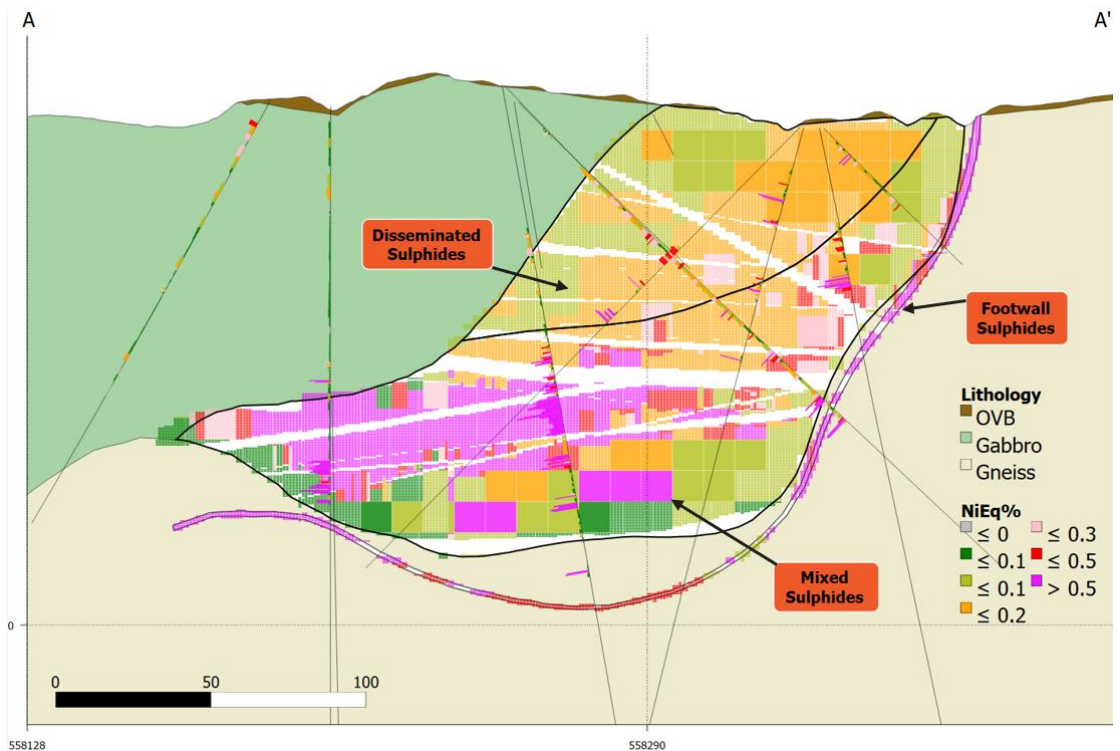 A
A'
Disseminated
Sulphides
Footwall
Sulphides
Mixed
Sulphides
Lithology
OVB
Gabbro
Gneiss
NiEq%
≤ 0
≤ 0.3
≤ 0.1
≤ 0.5
≤ 0.1
> 0.5
≤ 0.2
0
0
50
100
558128
558290